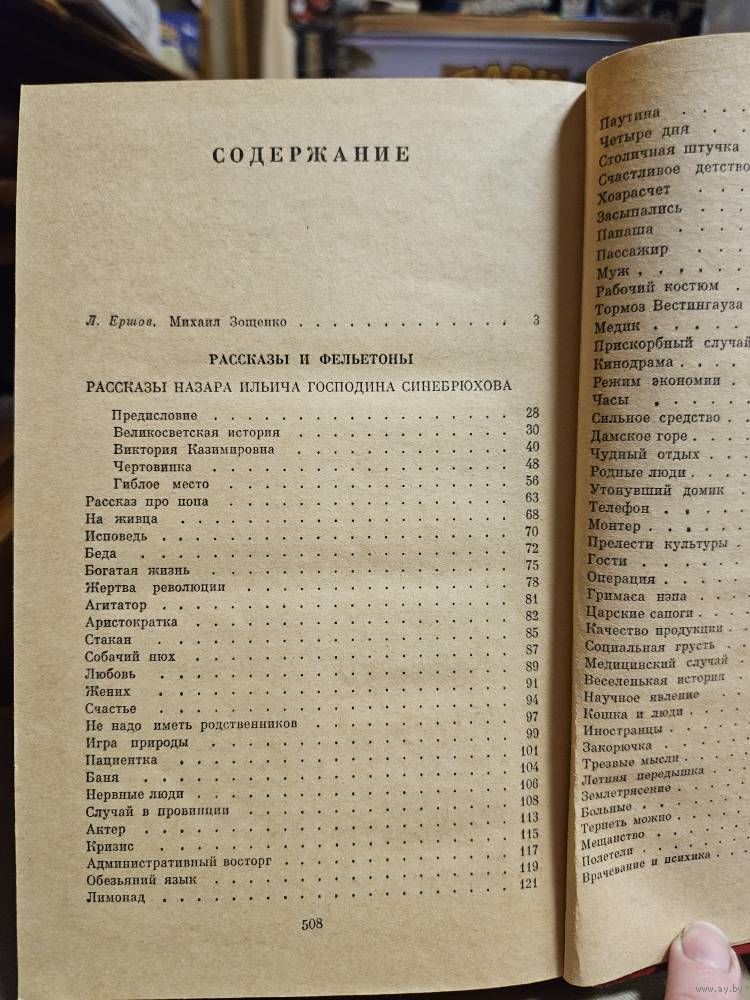 СОДЕРЖАНИЕ
Л. Ершов. Михаил Зощенко . . . . . . . . . . . . . 3
РАССКАЗЫ И ФЕЛЬЕТОНЫ
РАССКАЗЫ НАЗАРА ИЛЬИЧА ГОСПОДИНА СИНЕБРЮХОВА
Предисловие . . . . . . . . . . . . . 28
Великосветская история . . . . . . . . . . 30
Виктория Казимировна . . . . . . . . . . 40
Чертовинка . . . . . . . . . . . . . 48
Гиблое место . . . . . . . . . . . . . 56
Рассказ про попа . . . . . . . . . . . . . 63
На живца . . . . . . . . . . . . . 68
Исповедь . . . . . . . . . . . . . 70
Беда . . . . . . . . . . . . . 72
Богатая жизнь . . . . . . . . . . . . . 75
Жертва революции . . . . . . . . . . . . . 78
Агитатор . . . . . . . . . . . . . 81
Аристократка . . . . . . . . . . . . . 82
Стакан . . . . . . . . . . . . . 85
Собачий нюх . . . . . . . . . . . . . 87
Любовь . . . . . . . . . . . . . 89
Жених . . . . . . . . . . . . . 91
Счастье . . . . . . . . . . . . . 94
Не надо иметь родственников . . . . . . . . . 97
Игра природы . . . . . . . . . . . . . 99
Пациентка . . . . . . . . . . . . . 101
Баня . . . . . . . . . . . . . 104
Нервные люди . . . . . . . . . . . . . 106
Случай в провинции . . . . . . . . . . . . . 108
Актер . . . . . . . . . . . . . 113
Кризис . . . . . . . . . . . . . 115
Административный восторг . . . . . . . . . . 117
Обезьяний язык . . . . . . . . . . . . . 119
Лимонад . . . . . . . . . . . . . 121
508
Паутина . . . .
Четыре дня . .
Столичная штучка
Счастливое детство
Хозрасчет . . .
Засыпались . . .
Папаша . . . .
Пассажир . . .
Муж . . . . .
Рабочий костюм .
Тормоз Вестингауза
Медик . . . .
Прискорбный случай
Кинодрама . . .
Режим экономии .
Часы . . . . .
Сильное средство .
Дамское горе . . .
Чудный отдых . .
Родные люди . . .
Утонувший домик .
Телефон . . . .
Монтер . . . .
Прелести культуры .
Гости . . . . .
Операция . . . .
Гримаса нэпа . . .
Царские сапоги . . .
Качество продукции . .
Социальная грусть .
Медицинский случай .
Веселенькая история
Научное явление . .
Кошка и люди . . .
Иностранцы . . . .
Закорючка . . . .
Трезвые мысли . . .
Летняя передышка . .
Землетрясение . . .
Больные . . . . .
Терпеть можно . . .
Мещанство . . . .
Полетели . . . . .
Врачевание и психика . .
www.ay.by